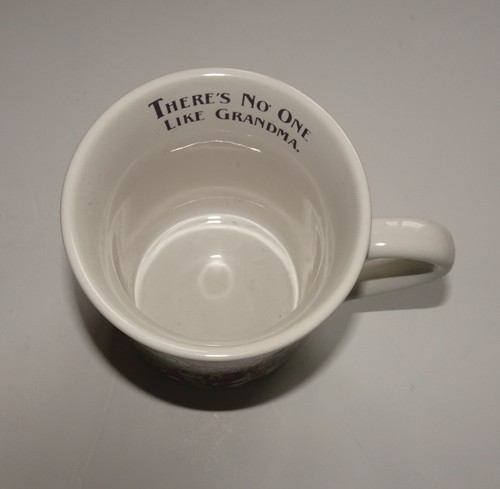 There's No One
Like Grandma.